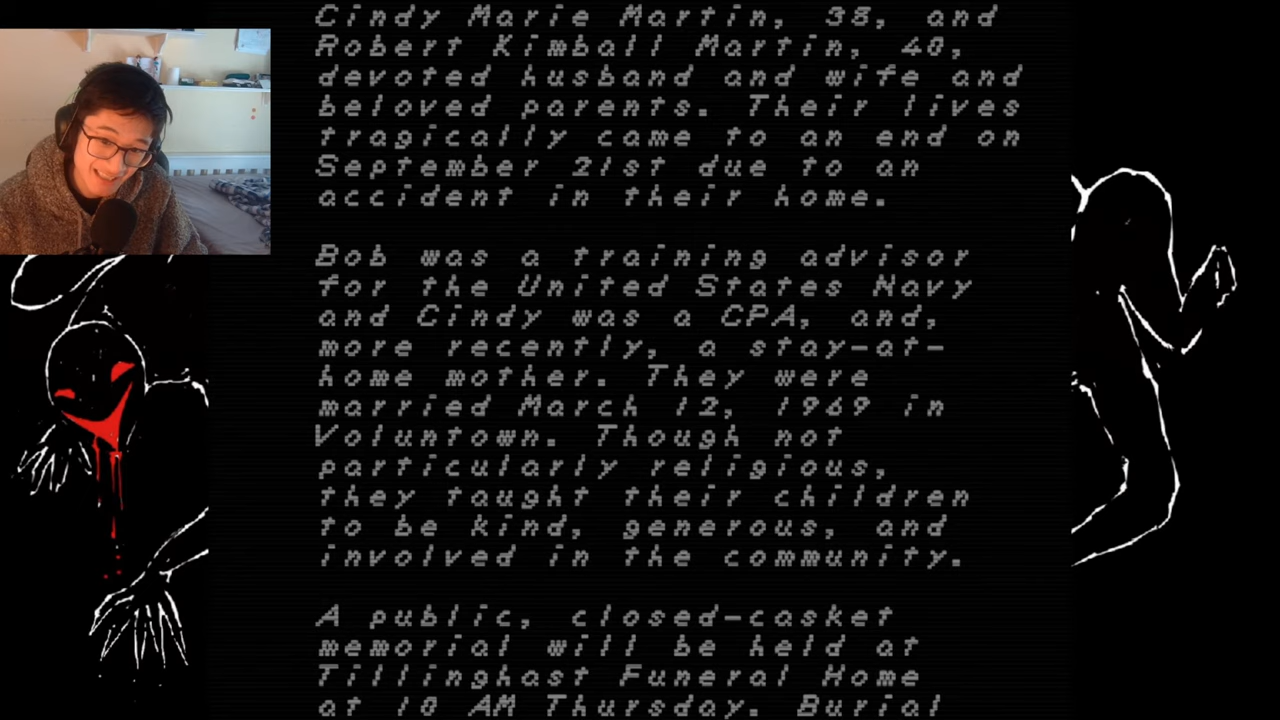 Cindy Marie Martin, 38, and
Robert Kimball Martin, 40,
devoted husband and wife and
beloved parents. Their lives
tragically came to an end on
September 21st due to an
accident in their home.
Bob was a training advisor
for the United States Navy
and Cindy was a CPA, and,
more recently, a stay-at-
home mother. They were
married March 12, 1969 in
Voluntown. Though not
particularly religious,
they taught their children
to be kind, generous, and
involved in the community.
A public, closed-casket
memorial will be held at
Tillinghast Funeral Home
at 10 AM Thursday. Burial